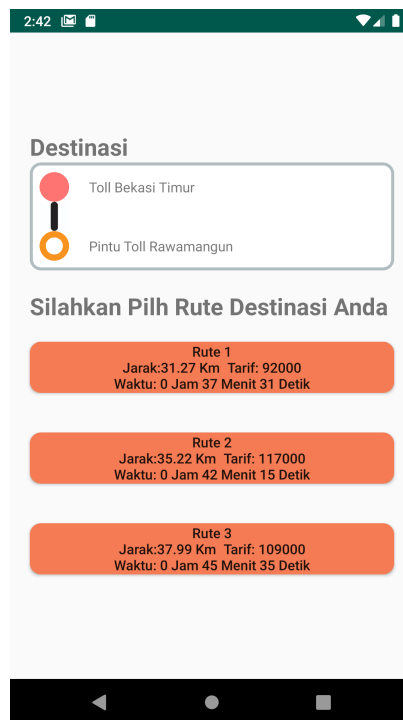 2:42
Destinasi
Toll Bekasi Timur
Pintu Toll Rawamangun
Silahkan Pilh Rute Destinasi Anda
Rute 1
Jarak:31.27 Km  Tarif: 92000
Waktu: 0 Jam 37 Menit 31 Detik
Rute 2
Jarak:35.22 Km  Tarif: 117000
Waktu: 0 Jam 42 Menit 15 Detik
Rute 3
Jarak:37.99 Km  Tarif: 109000
Waktu: 0 Jam 45 Menit 35 Detik